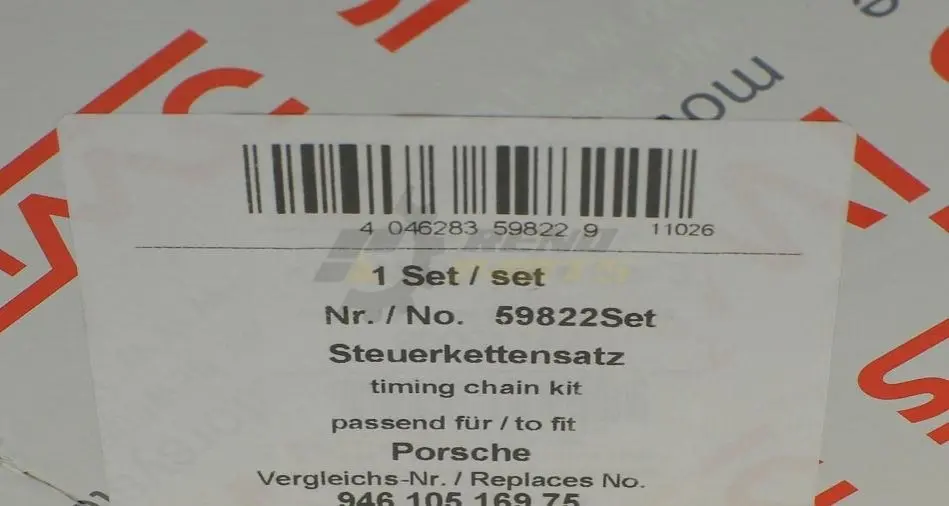 4 046283 59822 9 11026
1 Set / set
Nr. / No. 59822Set
Steuerkettensatz
timing chain kit
passend für / to fit
Porsche
Vergleichs-Nr. / Replaces No.
946 105 169 75